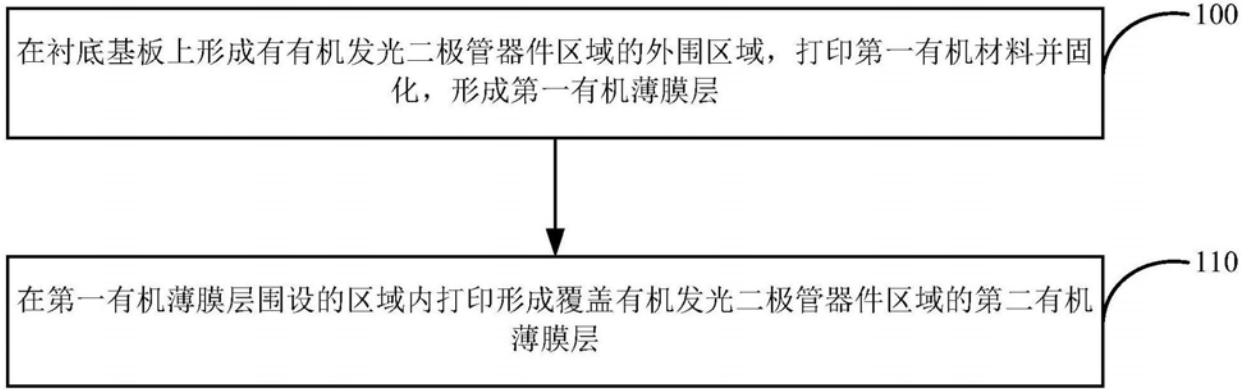 100
在衬底基板上形成有有机发光二极管器件区域的外围区域，打印第一有机材料并固
化，形成第一有机薄膜层
110
在第一有机薄膜层围设的区域内打印形成覆盖有机发光二极管器件区域的第二有机
薄膜层